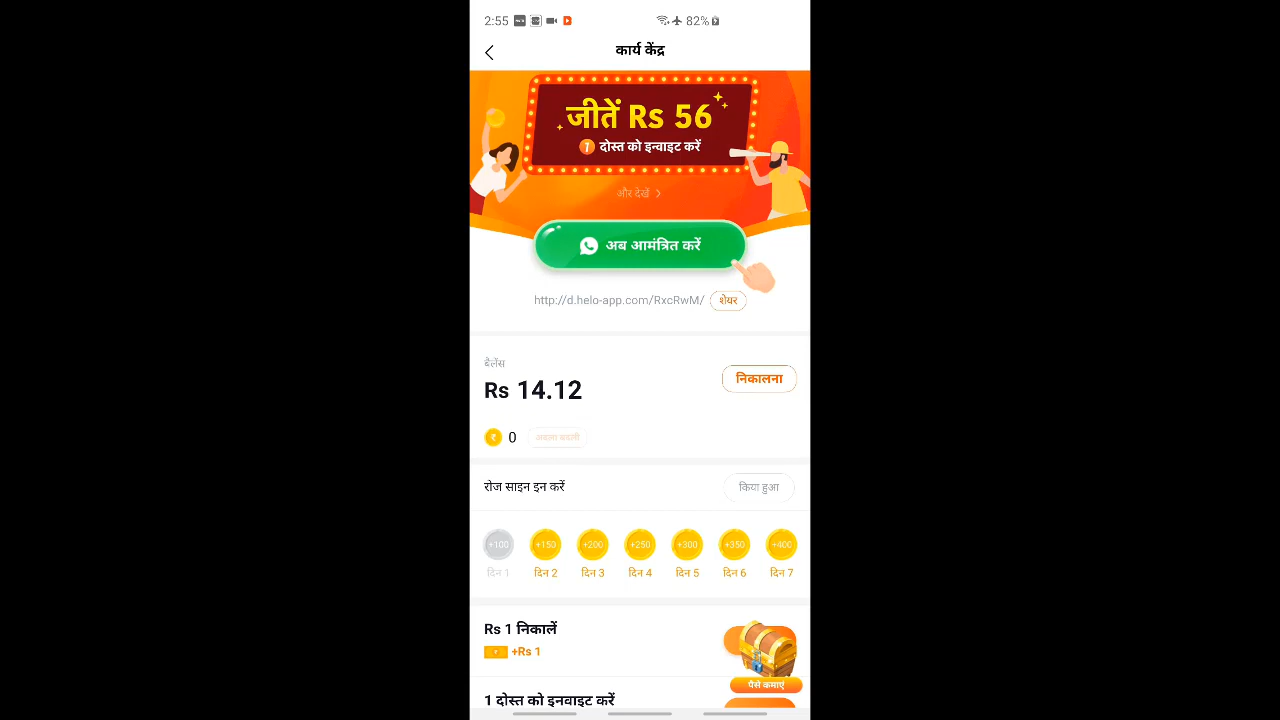 2:55
82%
कार्य केंद्र
जीतें Rs 56
1 दोस्त को इन्वाइट करें
और देखें
अब आमंत्रित करें
http://d.helo-app.com/RxcRwM/ शेयर
बैलेंस
Rs 14.12
निकालना
0
रोज साइन इन करें
किया हुआ
+100 +150 +200 +250 +300 +350 +400
दिन 1 दिन 2 दिन 3 दिन 4 दिन 5 दिन 6 दिन 7
Rs 1 निकालें
+Rs 1
पैसे कमाएं
1 दोस्त को इनवाइट करें